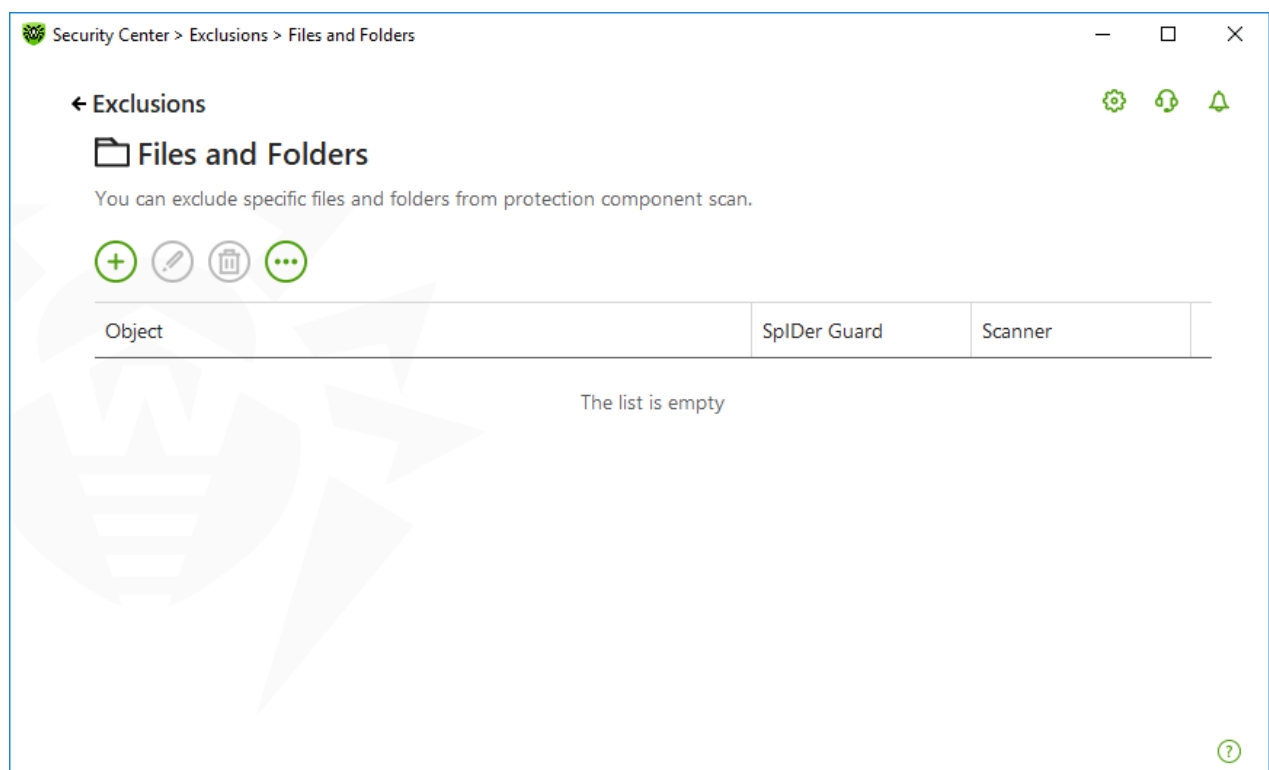 Security Center > Exclusions > Files and Folders
Exclusions
Files and Folders
You can exclude specific files and folders from protection component scan.
Object SpIDer Guard Scanner
The list is empty
?